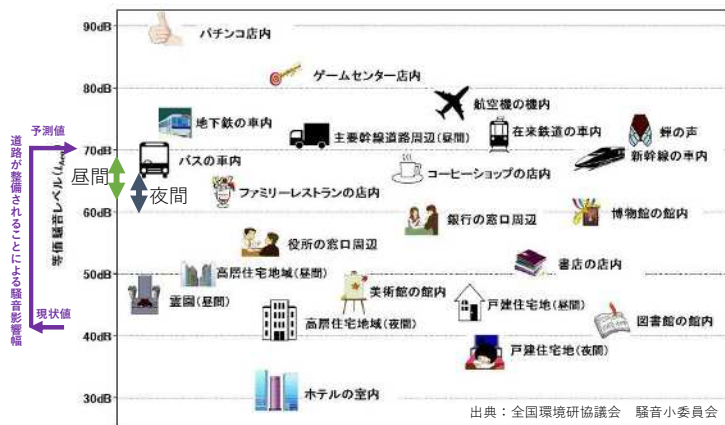 90dB
パチンコ店内
ゲームセンター店内
80dB
航空機の機内
予測値
地下鉄の車内
主要幹線道路周辺(昼間)
在来鉄道の車内
蝉の声
70dB
バスの車内
新幹線の車内
昼間
コーヒーショップの店内
夜間
ファミリーレストランの店内
60dB
銀行の窓口周辺
博物館の館内
役所の窓口周辺
書店の店内
50dB
高層住宅地域(昼間)
霊園(昼間)
美術館の館内
戸建住宅地(昼間)
現状値
高層住宅地域(夜間)
図書館の館内
40dB
戸建住宅地(夜間)
ホテルの室内
30dB
道路が整備されることによる騒音影響幅
等価騒音レベル
出典:全国環境研協議会 騒音小委員会